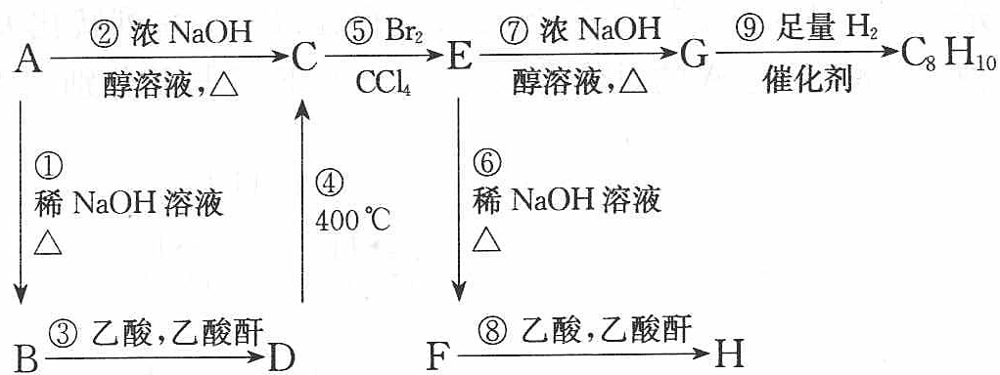 A ② 浓 NaOH 醇溶液,△ C ⑤ Br₂ CCl₄ E ⑦ 浓 NaOH 醇溶液,△ G ⑨ 足量 H₂ 催化剂 C₈H₁₀
①
稀 NaOH 溶液
△
④
400 ℃
⑥
稀 NaOH 溶液
△
B ③ 乙酸,乙酸酐 D F ⑧ 乙酸,乙酸酐 H